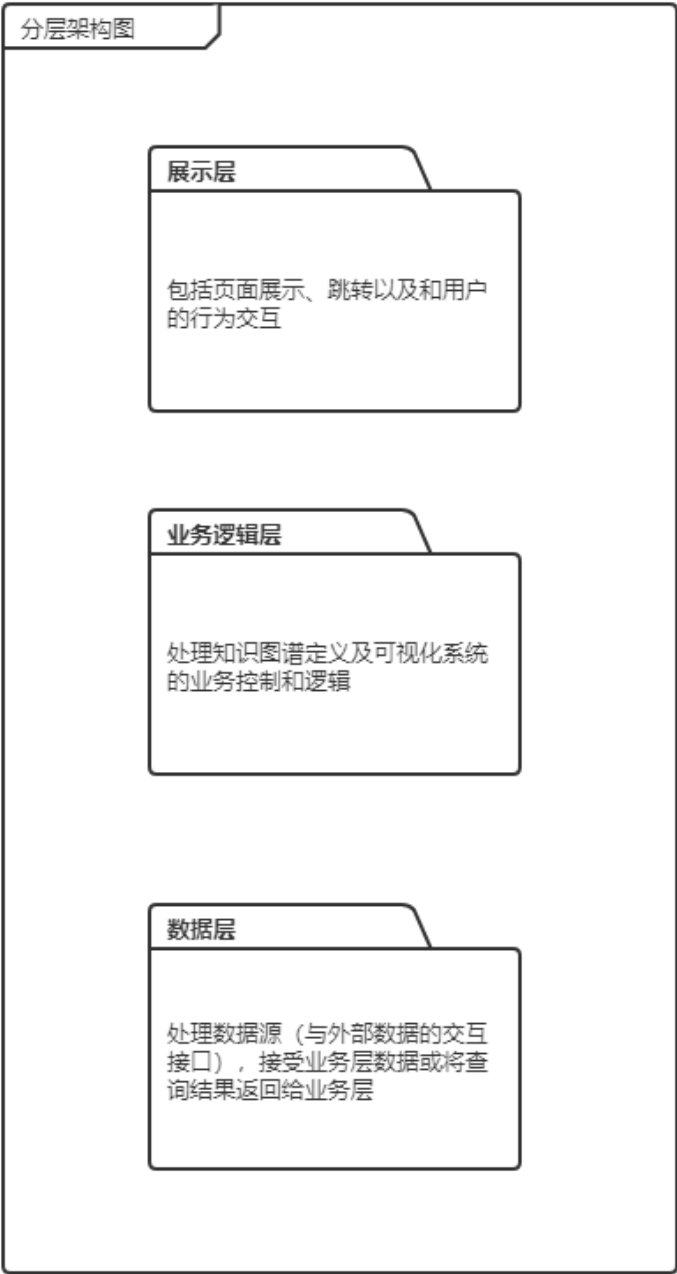 分层架构图
展示层
包括页面展示、跳转以及和用户
的行为交互
业务逻辑层
处理知识图谱定义及可视化系统
的业务控制和逻辑
数据层
处理数据源（与外部数据的交互
接口），接受业务层数据或将查
询结果返回给业务层